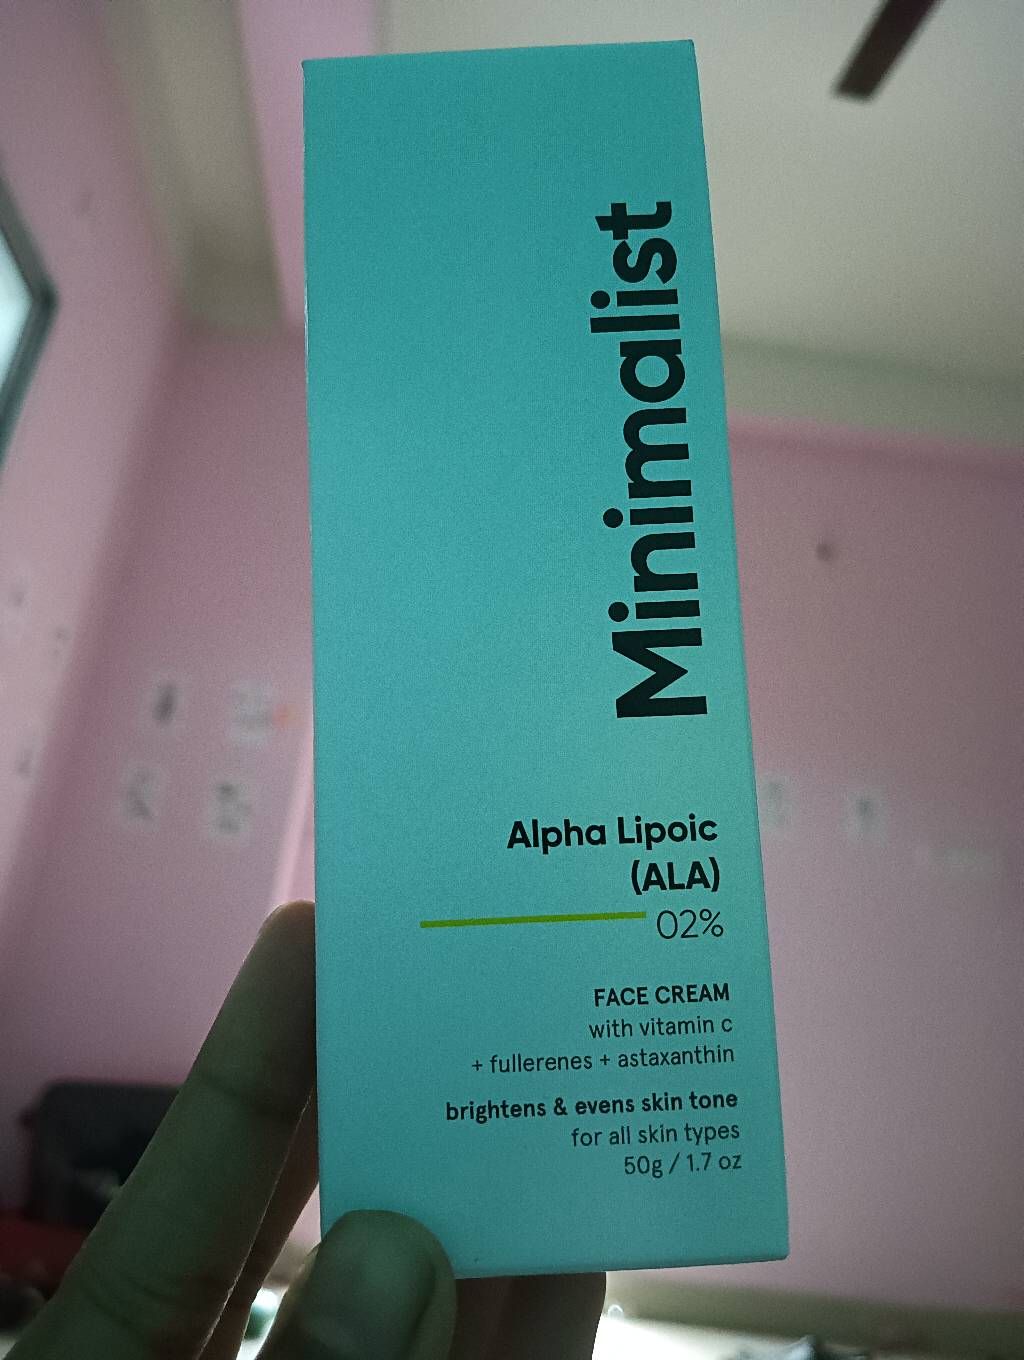 Minimalist
Alpha Lipoic
(ALA)
02%
FACE CREAM
with vitamin c
+ fullerenes + astaxanthin
brightens & evens skin tone
for all skin types
50g / 1.7 oz